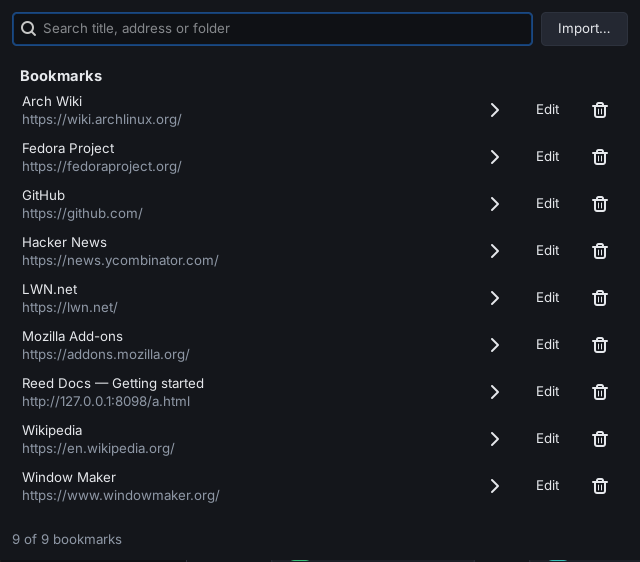 Search title, address or folder
Import...
Bookmarks
Arch Wiki
https://wiki.archlinux.org/
Edit
Fedora Project
https://fedoraproject.org/
Edit
GitHub
https://github.com/
Edit
Hacker News
https://news.ycombinator.com/
Edit
LWN.net
https://lwn.net/
Edit
Mozilla Add-ons
https://addons.mozilla.org/
Edit
Reed Docs — Getting started
http://127.0.0.1:8098/a.html
Edit
Wikipedia
https://en.wikipedia.org/
Edit
Window Maker
https://www.windowmaker.org/
Edit
9 of 9 bookmarks